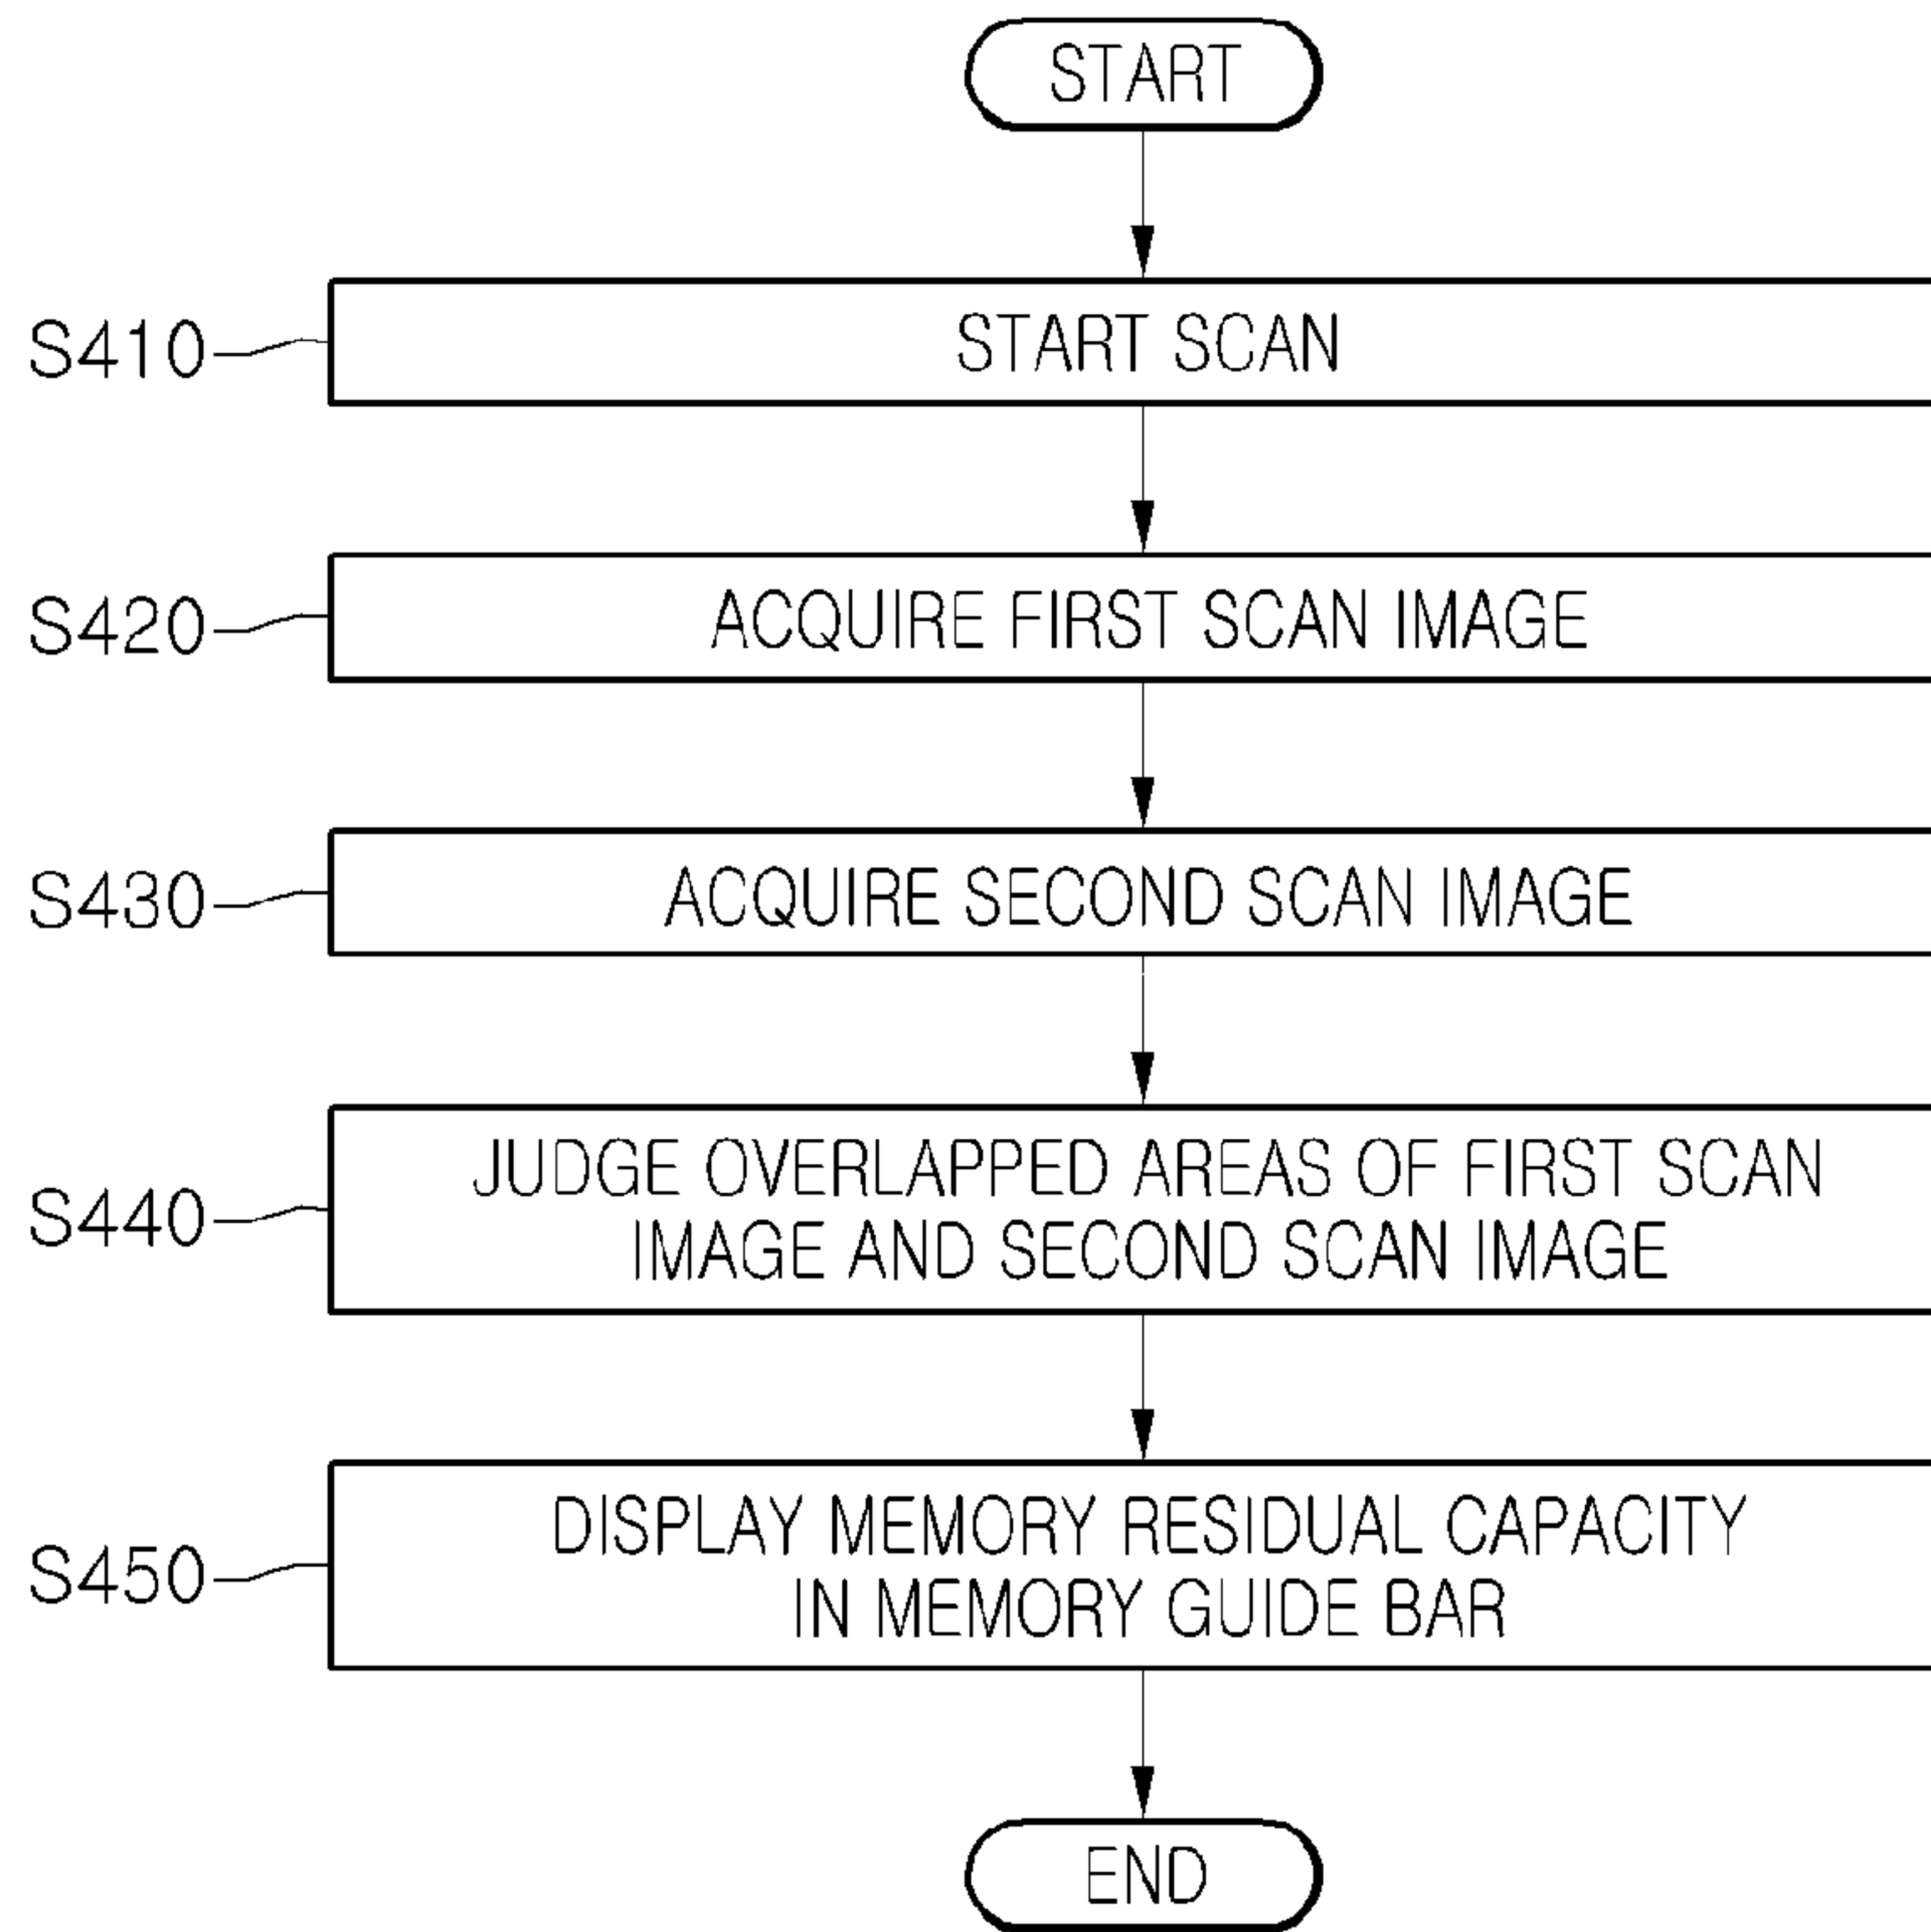 START
S410
START SCAN
S420
ACQUIRE FIRST SCAN IMAGE
S430
ACQUIRE SECOND SCAN IMAGE
S440
JUDGE OVERLAPPED AREAS OF FIRST SCAN
IMAGE AND SECOND SCAN IMAGE
S450
DISPLAY MEMORY RESIDUAL CAPACITY
IN MEMORY GUIDE BAR
END